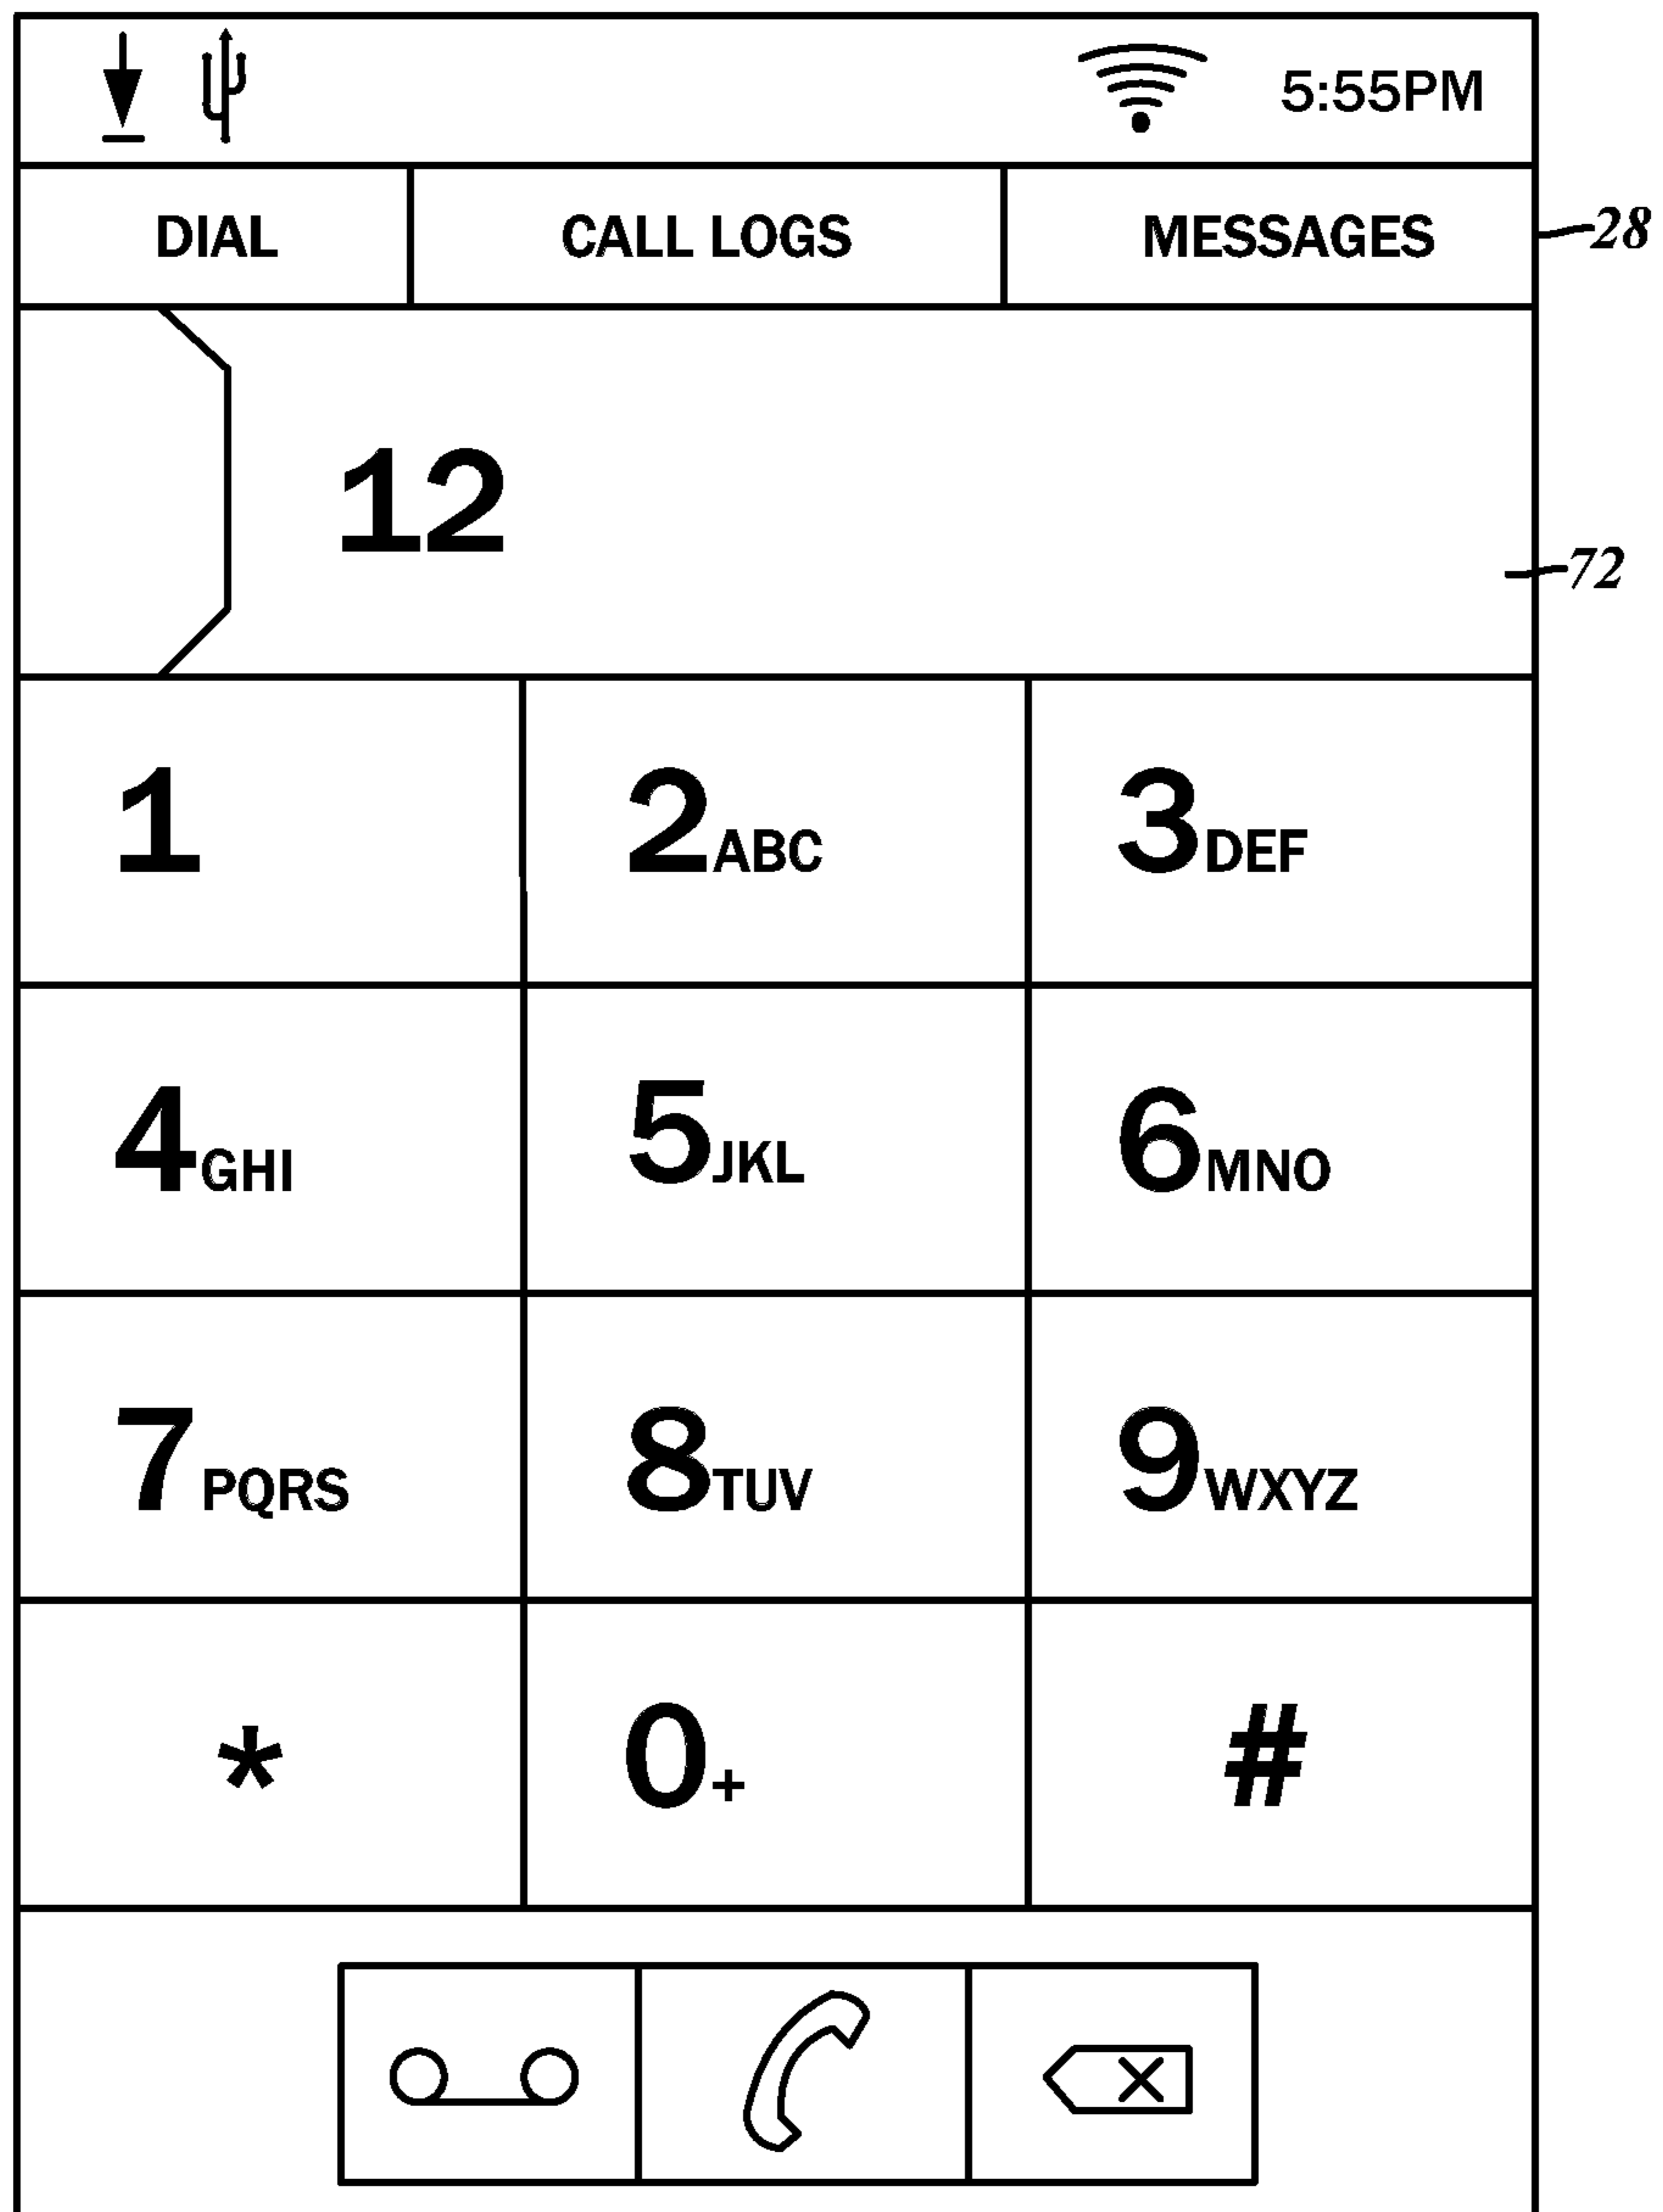 5:55PM
DIAL CALL LOGS MESSAGES 28
12
72
1 2ABC 3DEF
4GHI 5JKL 6MNO
7PQRS 8TUV 9WXYZ
* 0+ #